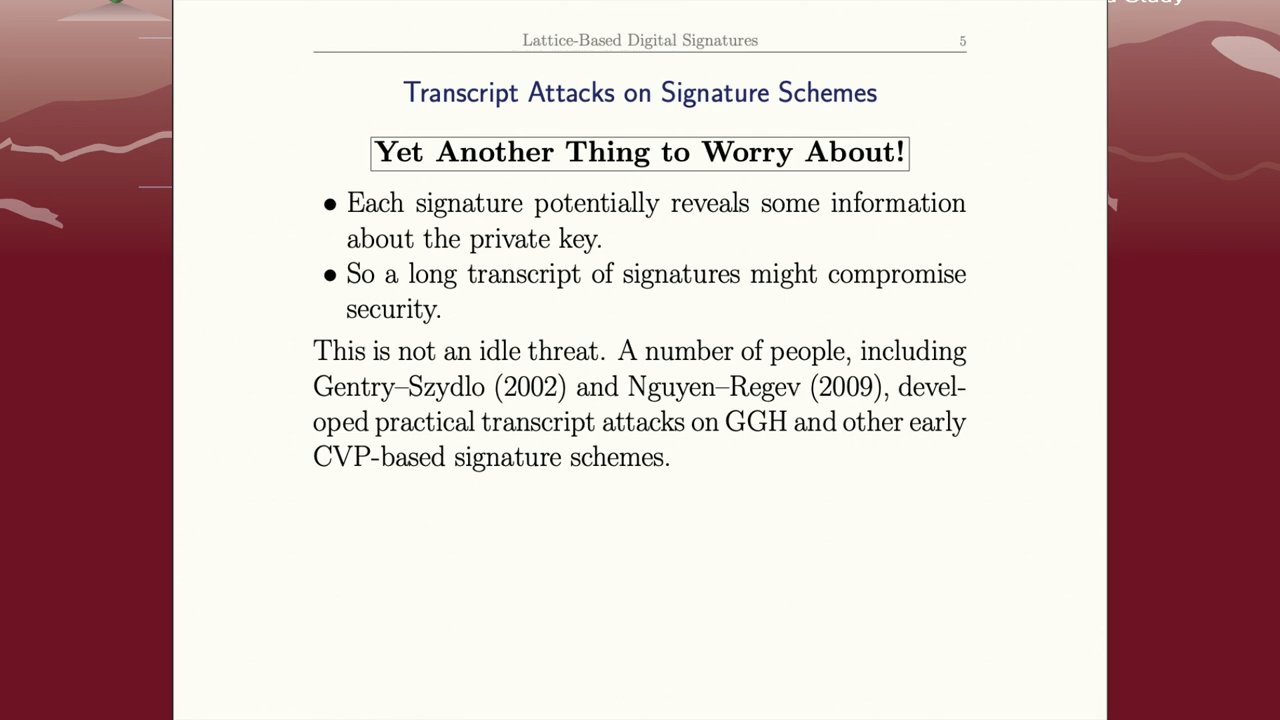 Study
Lattice-Based Digital Signatures 5
Transcript Attacks on Signature Schemes
Yet Another Thing to Worry About!
• Each signature potentially reveals some information
about the private key.
• So a long transcript of signatures might compromise
security.
This is not an idle threat. A number of people, including
Gentry–Szydlo (2002) and Nguyen–Regev (2009), devel-
oped practical transcript attacks on GGH and other early
CVP-based signature schemes.